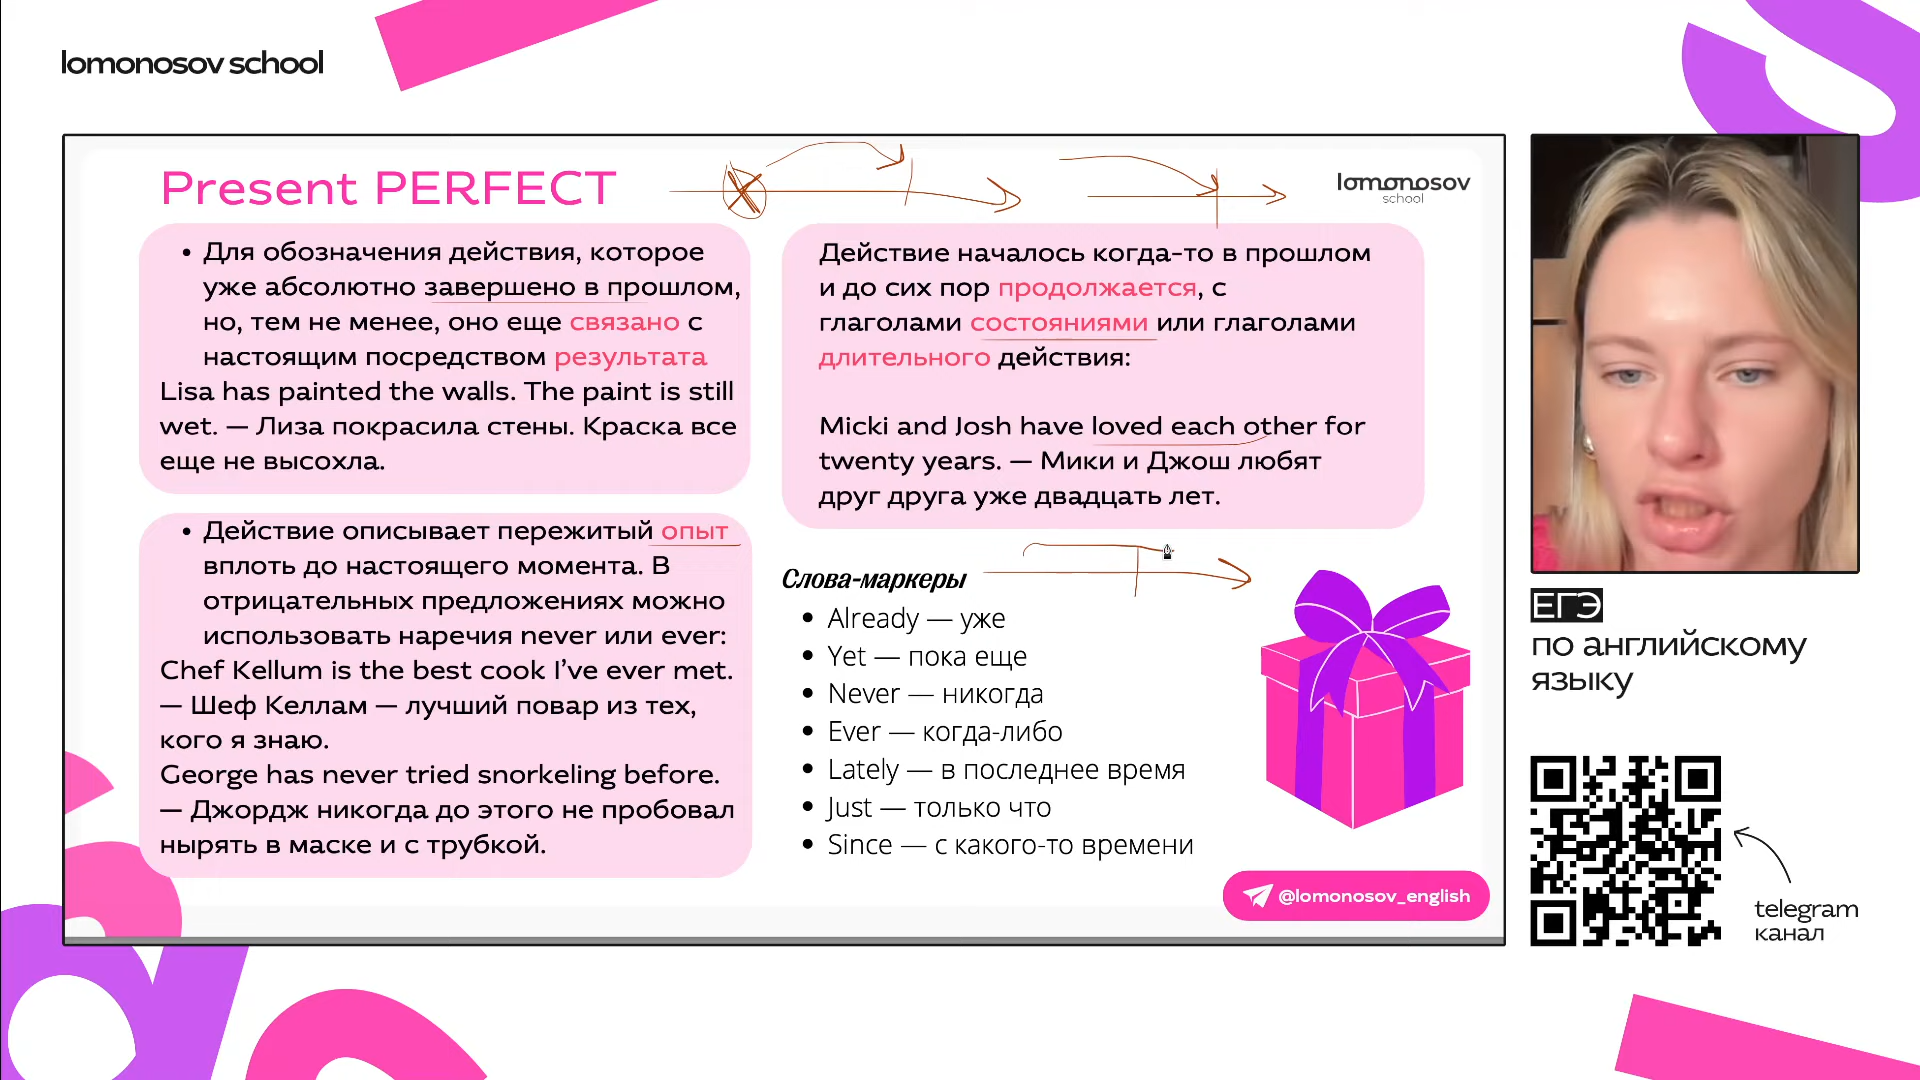 lomonosov school
Present PERFECT
lomonosov
school
• Для обозначения действия, которое
уже абсолютно завершено в прошлом,
но, тем не менее, оно еще связано с
настоящим посредством результата
Lisa has painted the walls. The paint is still
wet. — Лиза покрасила стены. Краска все
еще не высохла.
• Действие описывает пережитый опыт
вплоть до настоящего момента. В
отрицательных предложениях можно
использовать наречия never или ever:
Chef Kellum is the best cook I’ve ever met.
— Шеф Келлам — лучший повар из тех,
кого я знаю.
George has never tried snorkeling before.
— Джордж никогда до этого не пробовал
нырять в маске и с трубкой.
Действие началось когда-то в прошлом
и до сих пор продолжается, с
глаголами состояниями или глаголами
длительного действия:
Micki and Josh have loved each other for
twenty years. — Мики и Джош любят
друг друга уже двадцать лет.
Слова-маркеры
• Already — уже
• Yet — пока еще
• Never — никогда
• Ever — когда-либо
• Lately — в последнее время
• Just — только что
• Since — с какого-то времени
@lomonosov_english
ЕГЭ
по английскому
языку
telegram
канал